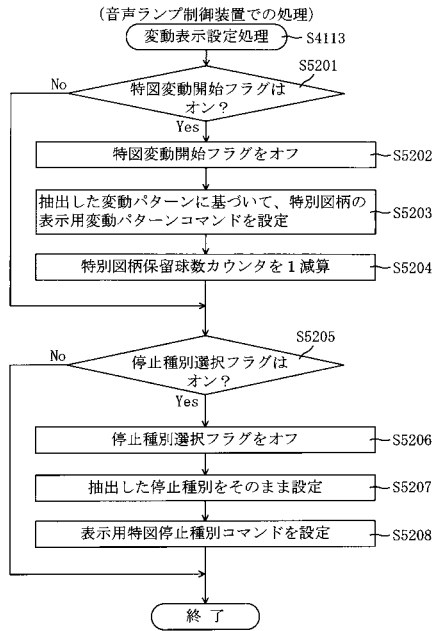 (音声ランプ制御装置での処理)
変動表示設定処理
S4113
S5201
No
特図変動開始フラグは
オン？
Yes
特図変動開始フラグをオフ
S5202
抽出した変動パターンに基づいて、特別図柄の
表示用変動パターンコマンドを設定
S5203
特別図柄保留球数カウンタを１減算
S5204
S5205
No
停止種別選択フラグは
オン？
Yes
停止種別選択フラグをオフ
S5206
抽出した停止種別をそのまま設定
S5207
表示用特図停止種別コマンドを設定
S5208
終 了